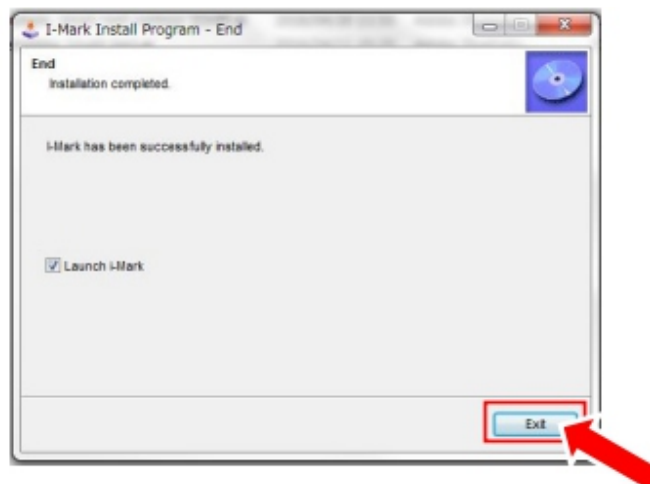 I-Mark Install Program - End
End
Installation completed.
I-Mark has been successfully installed.
Launch i-Mark
Exit